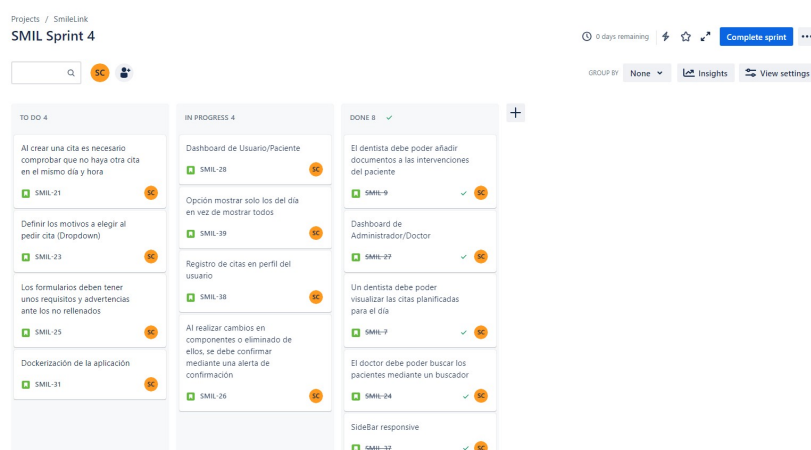 Projects / SmileLink
SMIL Sprint 4
0 days remaining
Complete sprint
SC
GROUP BY
None
Insights
View settings
TO DO 4
Al crear una cita es necesario
comprobar que no haya otra cita
en el mismo día y hora
SMIL-21
SC
Definir los motivos a elegir al
pedir cita (Dropdown)
SMIL-23
SC
Los formularios deben tener
unos requisitos y advertencias
ante los no rellenados
SMIL-25
SC
Dockerización de la aplicación
SMIL-31
SC
IN PROGRESS 4
Dashboard de Usuario/Paciente
SMIL-28
SC
Opción mostrar solo los del día
en vez de mostrar todos
SMIL-39
SC
Registro de citas en perfil del
usuario
SMIL-38
SC
Al realizar cambios en
componentes o eliminado de
ellos, se debe confirmar
mediante una alerta de
confirmación
SMIL-26
SC
DONE 8
El dentista debe poder añadir
documentos a las intervenciones
del paciente
SMIL-9
SC
Dashboard de
Administrador/Doctor
SMIL-27
SC
Un dentista debe poder
visualizar las citas planificadas
para el día
SMIL-7
SC
El doctor debe poder buscar los
pacientes mediante un buscador
SMIL-24
SC
SideBar responsive
SMIL-37
SC